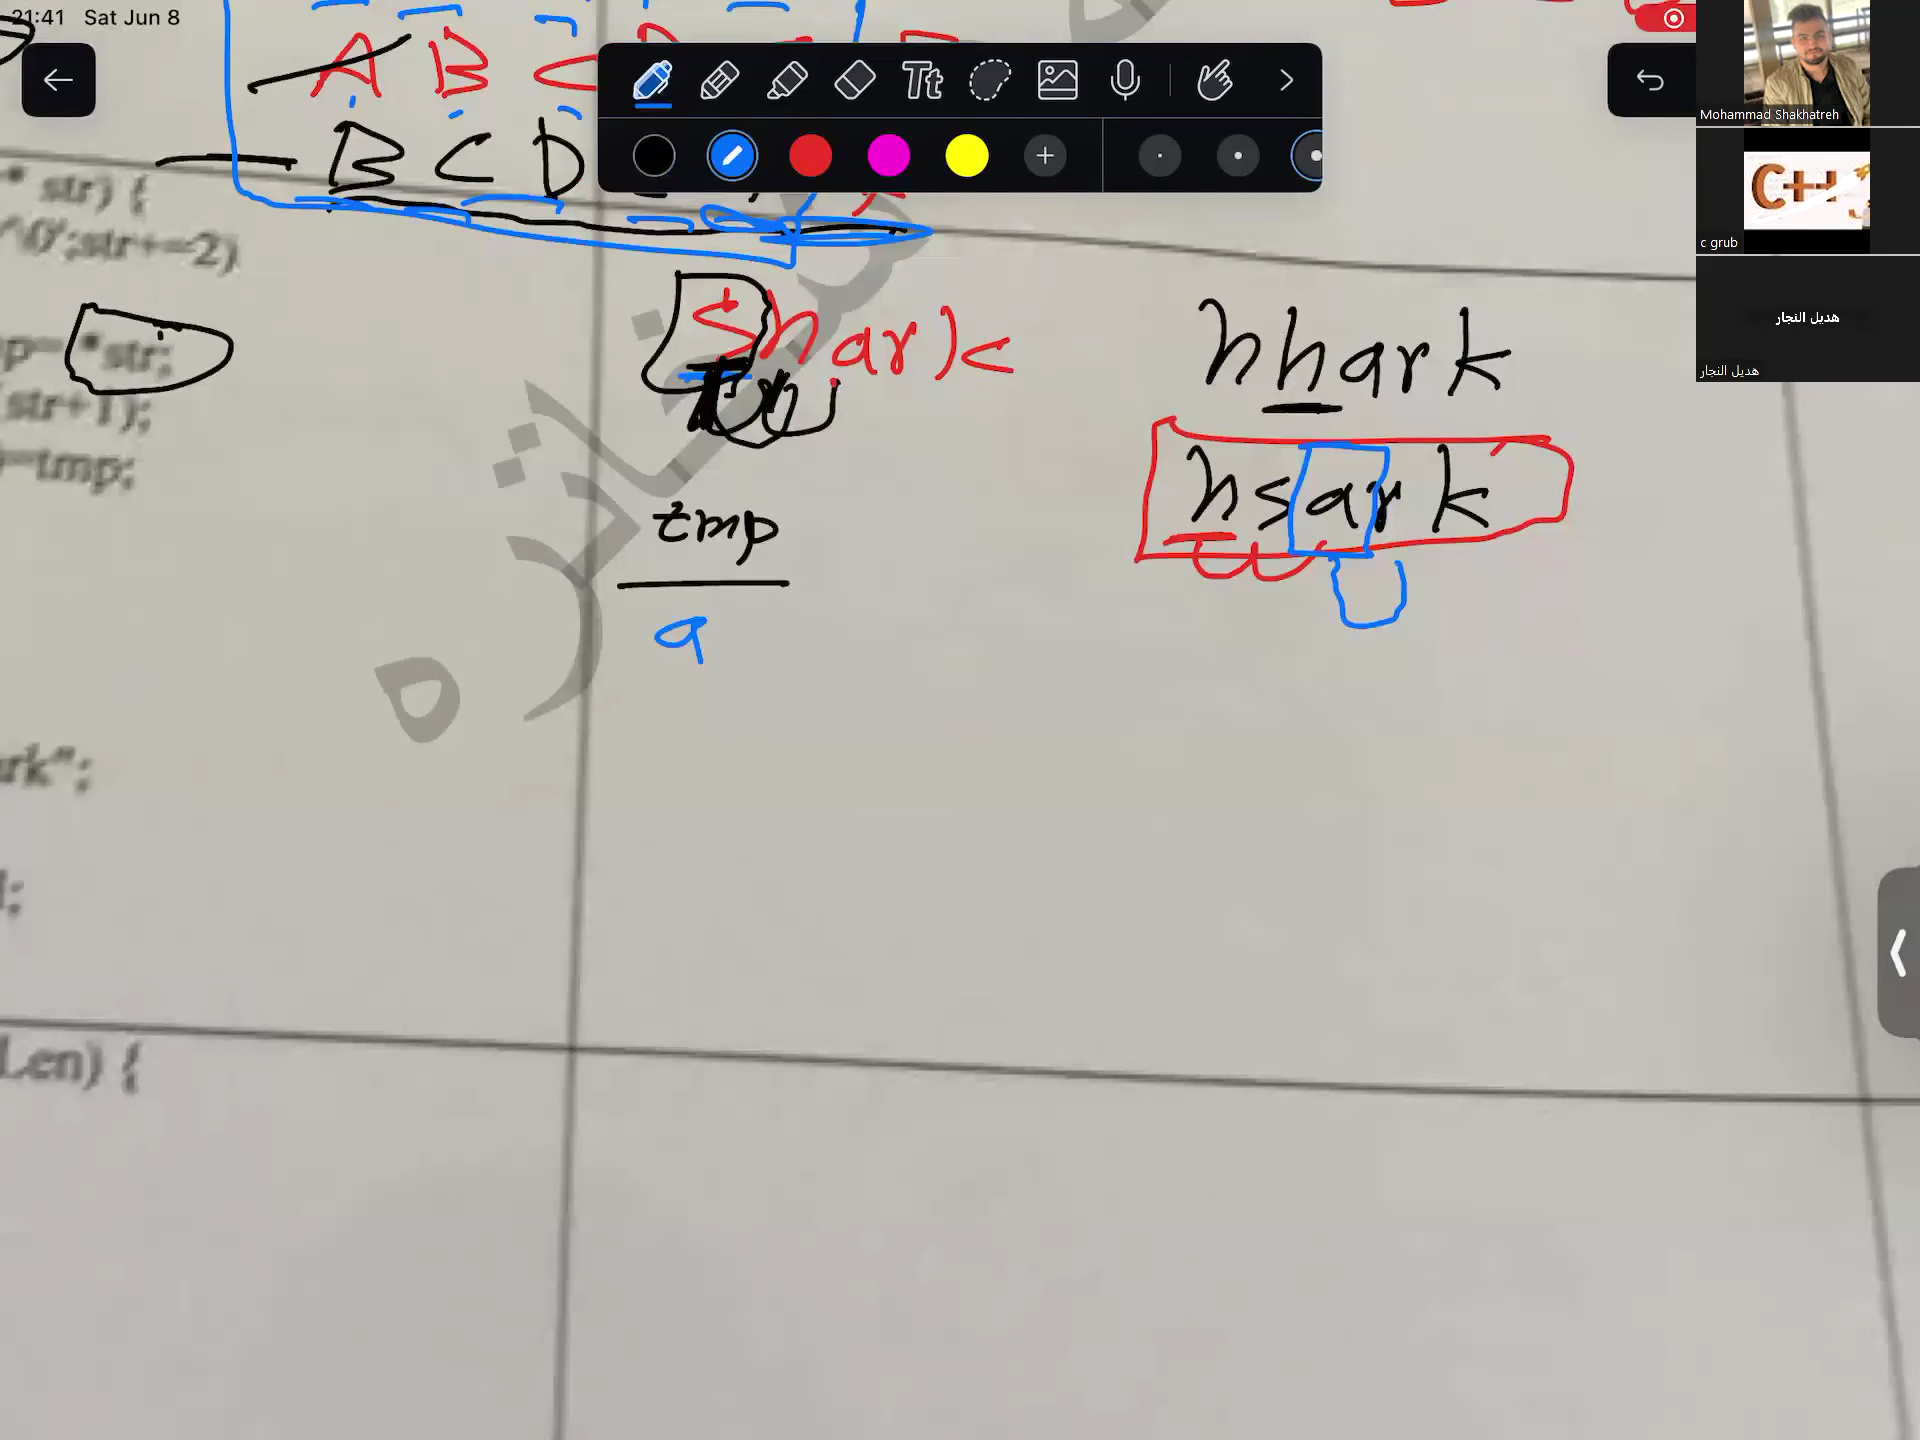 21:41 Sat Jun 8
A B C
B C D
Tt
Mohammad Shakhatreh
C++
c grub
هديل النجار
هديل النجار
* str) {
'\0';str+=2)
*str;
str+1);
=tmp;
Shark
hhark
hsark
tmp
a
rk";
Len) {